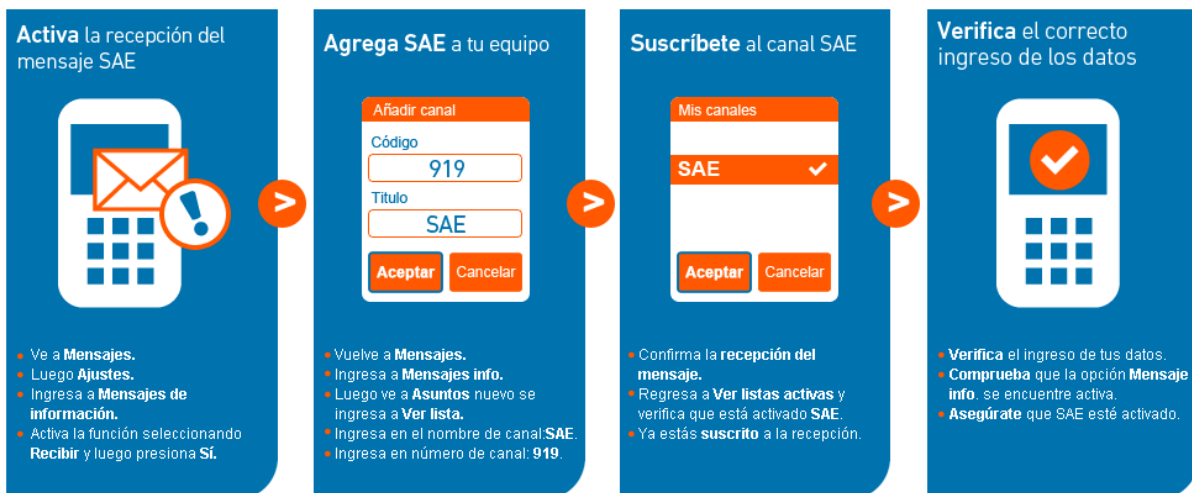 Activa la recepción del
mensaje SAE
Ve a Mensajes.
Luego Ajustes.
Ingresa a Mensajes de
información.
Activa la función seleccionando
Recibir y luego presiona Sí.
>
Agrega SAE a tu equipo
Añadir canal
Código
919
Titulo
SAE
Aceptar Cancelar
Vuelve a Mensajes.
Ingresa a Mensajes info.
Luego ve a Asuntos nuevo se
ingresa a Ver lista.
Ingresa en el nombre de canal:SAE.
Ingresa en número de canal: 919.
>
Suscríbete al canal SAE
Mis canales
SAE
Aceptar Cancelar
Confirma la recepción del
mensaje.
Regresa a Ver listas activas y
verifica que está activado SAE.
Ya estás suscrito a la recepción.
>
Verifica el correcto
ingreso de los datos
Verifica el ingreso de tus datos.
Comprueba que la opción Mensaje
info. se encuentre activa.
Asegúrate que SAE esté activado.